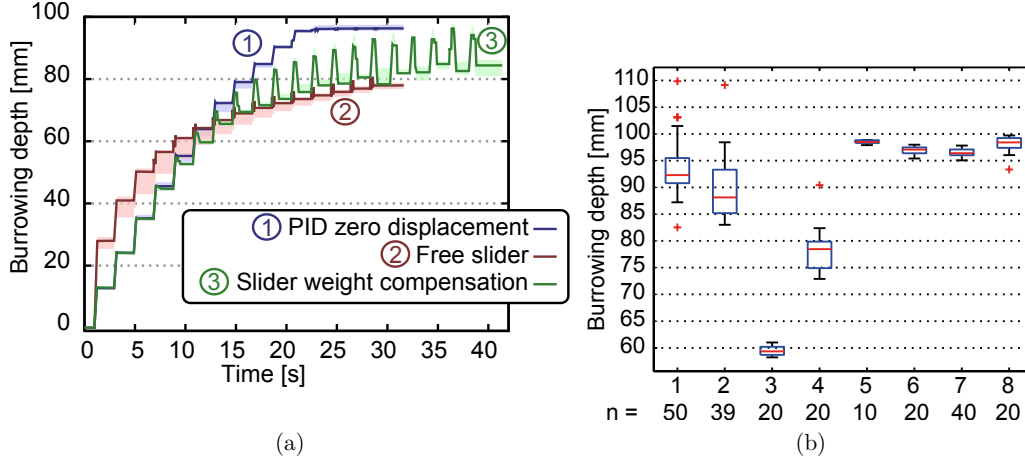 100
80
60
40
20
0
Burrowing depth [mm]
0 5 10 15 20 25 30 35 40
Time [s]
1
2
3
1 PID zero displacement
2 Free slider
3 Slider weight compensation
(a)
110
105
100
95
90
85
80
75
70
65
60
Burrowing depth [mm]
1 2 3 4 5 6 7 8
n = 50 39 20 20 10 20 40 20
(b)